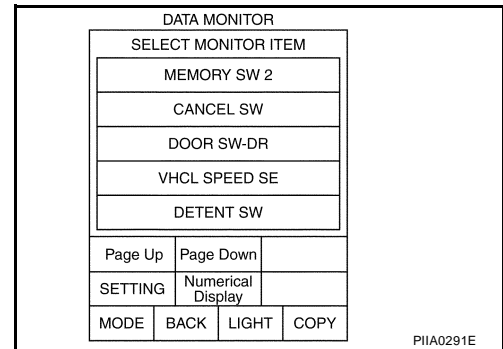 DATA MONITOR
SELECT MONITOR ITEM
MEMORY SW 2
CANCEL SW
DOOR SW-DR
VHCL SPEED SE
DETENT SW
Page Up Page Down
SETTING Numerical
Display
MODE BACK LIGHT COPY
PIIA0291E